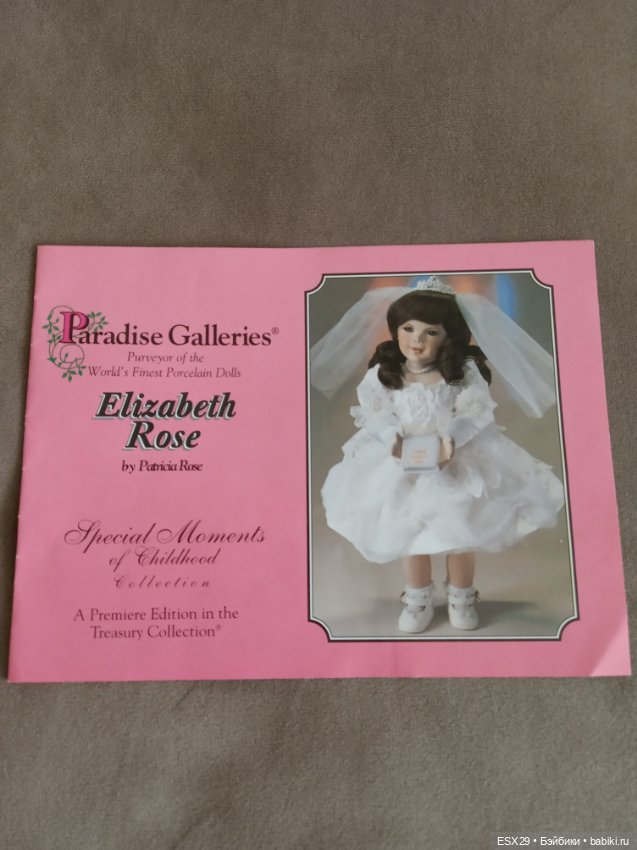 Paradise Galleries®
Purveyor of the
World's Finest Porcelain Dolls
Elizabeth
Rose
by Patricia Rose
Special Moments
of Childhood
Collection
A Premiere Edition in the
Treasury Collection®
ESX29 • Бэйбики • babiki.ru